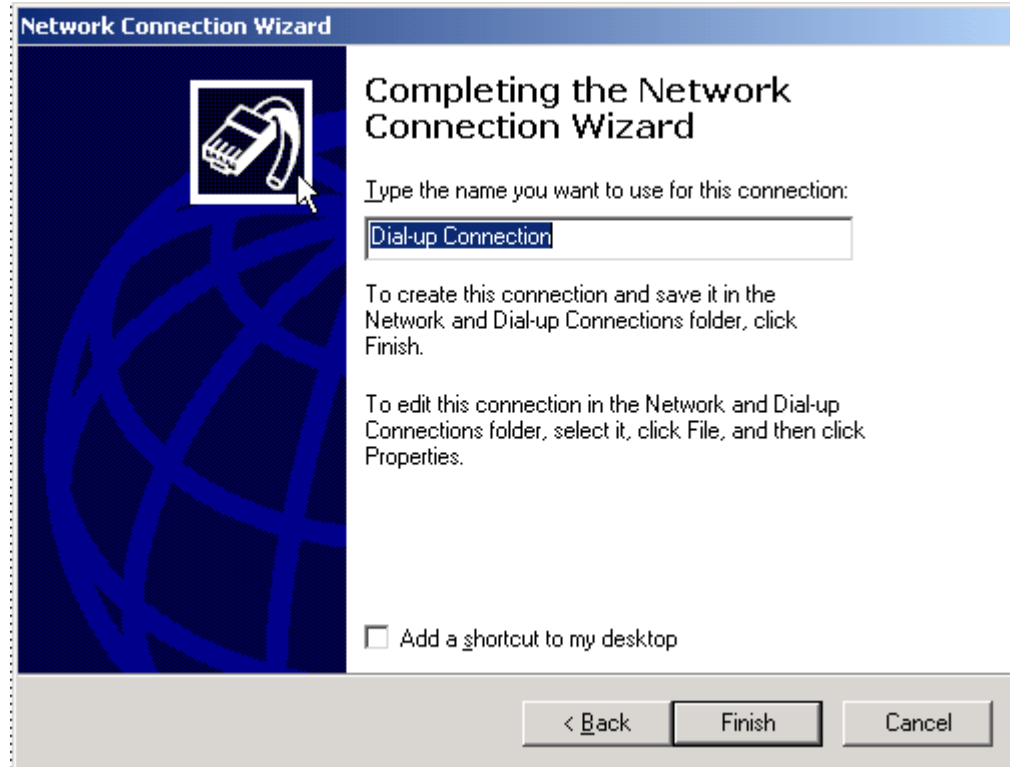 Network Connection Wizard
Completing the Network
Connection Wizard
Type the name you want to use for this connection:
Dial-up Connection
To create this connection and save it in the
Network and Dial-up Connections folder, click
Finish.
To edit this connection in the Network and Dial-up
Connections folder, select it, click File, and then click
Properties.
Add a shortcut to my desktop
< Back
Finish
Cancel